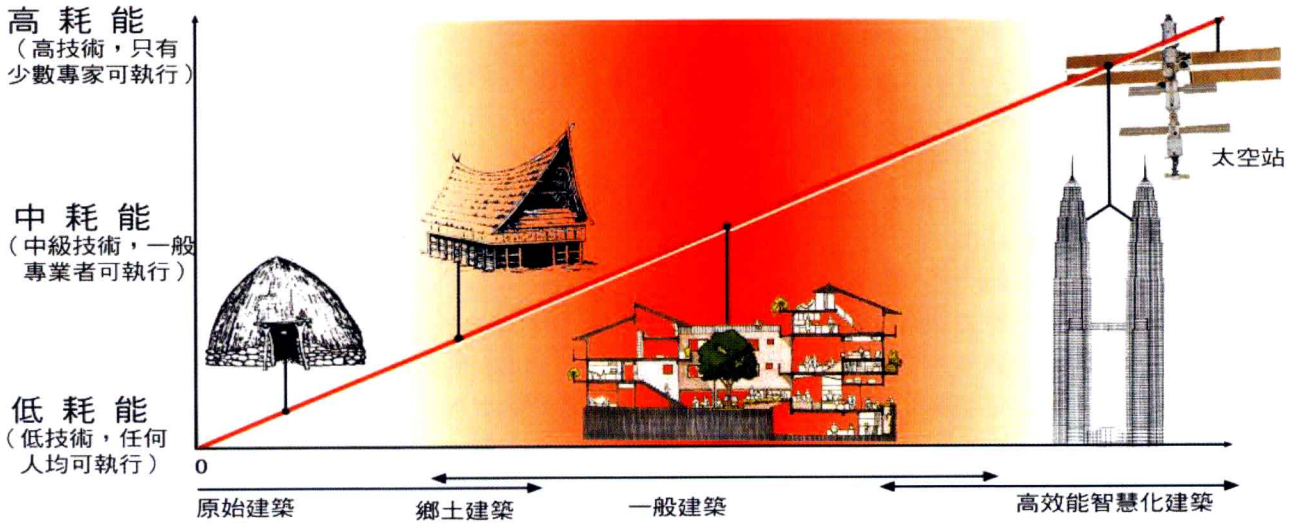 高耗能
（高技術，只有
少數專家可執行）
太空站
中耗能
（中級技術，一般
專業者可執行）
低耗能
（低技術，任何
人均可執行）
0
原始建築
鄉土建築
一般建築
高效能智慧化建築